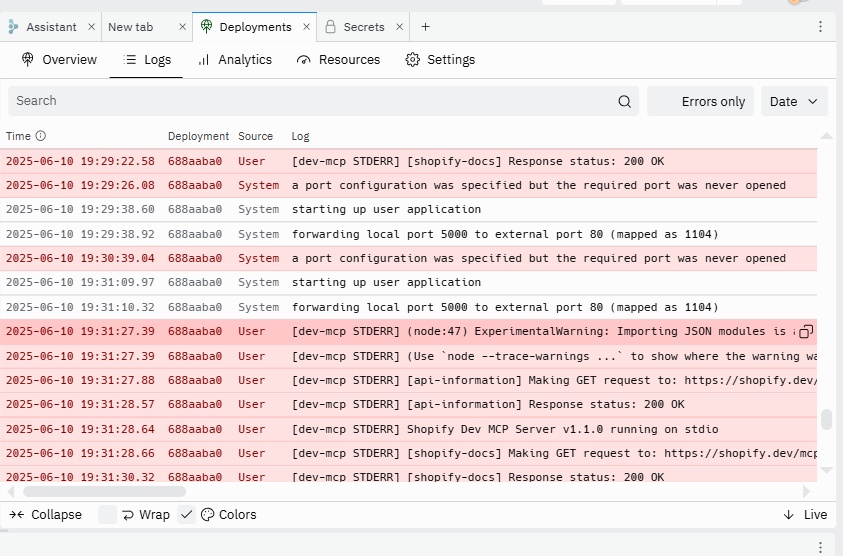 Assistant × New tab × Deployments × Secrets × +
Overview Logs Analytics Resources Settings
Search Errors only Date
Time Deployment Source Log
2025-06-10 19:29:22.58 688aaba0 User [dev-mcp STDERR] [shopify-docs] Response status: 200 OK
2025-06-10 19:29:26.08 688aaba0 System a port configuration was specified but the required port was never opened
2025-06-10 19:29:38.60 688aaba0 System starting up user application
2025-06-10 19:29:38.92 688aaba0 System forwarding local port 5000 to external port 80 (mapped as 1104)
2025-06-10 19:30:39.04 688aaba0 System a port configuration was specified but the required port was never opened
2025-06-10 19:31:09.97 688aaba0 System starting up user application
2025-06-10 19:31:10.32 688aaba0 System forwarding local port 5000 to external port 80 (mapped as 1104)
2025-06-10 19:31:27.39 688aaba0 User [dev-mcp STDERR] (node:47) ExperimentalWarning: Importing JSON modules is
2025-06-10 19:31:27.39 688aaba0 User [dev-mcp STDERR] (Use `node --trace-warnings ...` to show where the warning wa
2025-06-10 19:31:27.88 688aaba0 User [dev-mcp STDERR] [api-information] Making GET request to: https://shopify.dev/
2025-06-10 19:31:28.57 688aaba0 User [dev-mcp STDERR] [api-information] Response status: 200 OK
2025-06-10 19:31:28.64 688aaba0 User [dev-mcp STDERR] Shopify Dev MCP Server v1.1.0 running on stdio
2025-06-10 19:31:28.66 688aaba0 User [dev-mcp STDERR] [shopify-docs] Making GET request to: https://shopify.dev/mcp
2025-06-10 19:31:30.32 688aaba0 User [dev-mcp STDERR] [shopify-docs] Response status: 200 OK
Collapse Wrap Colors Live